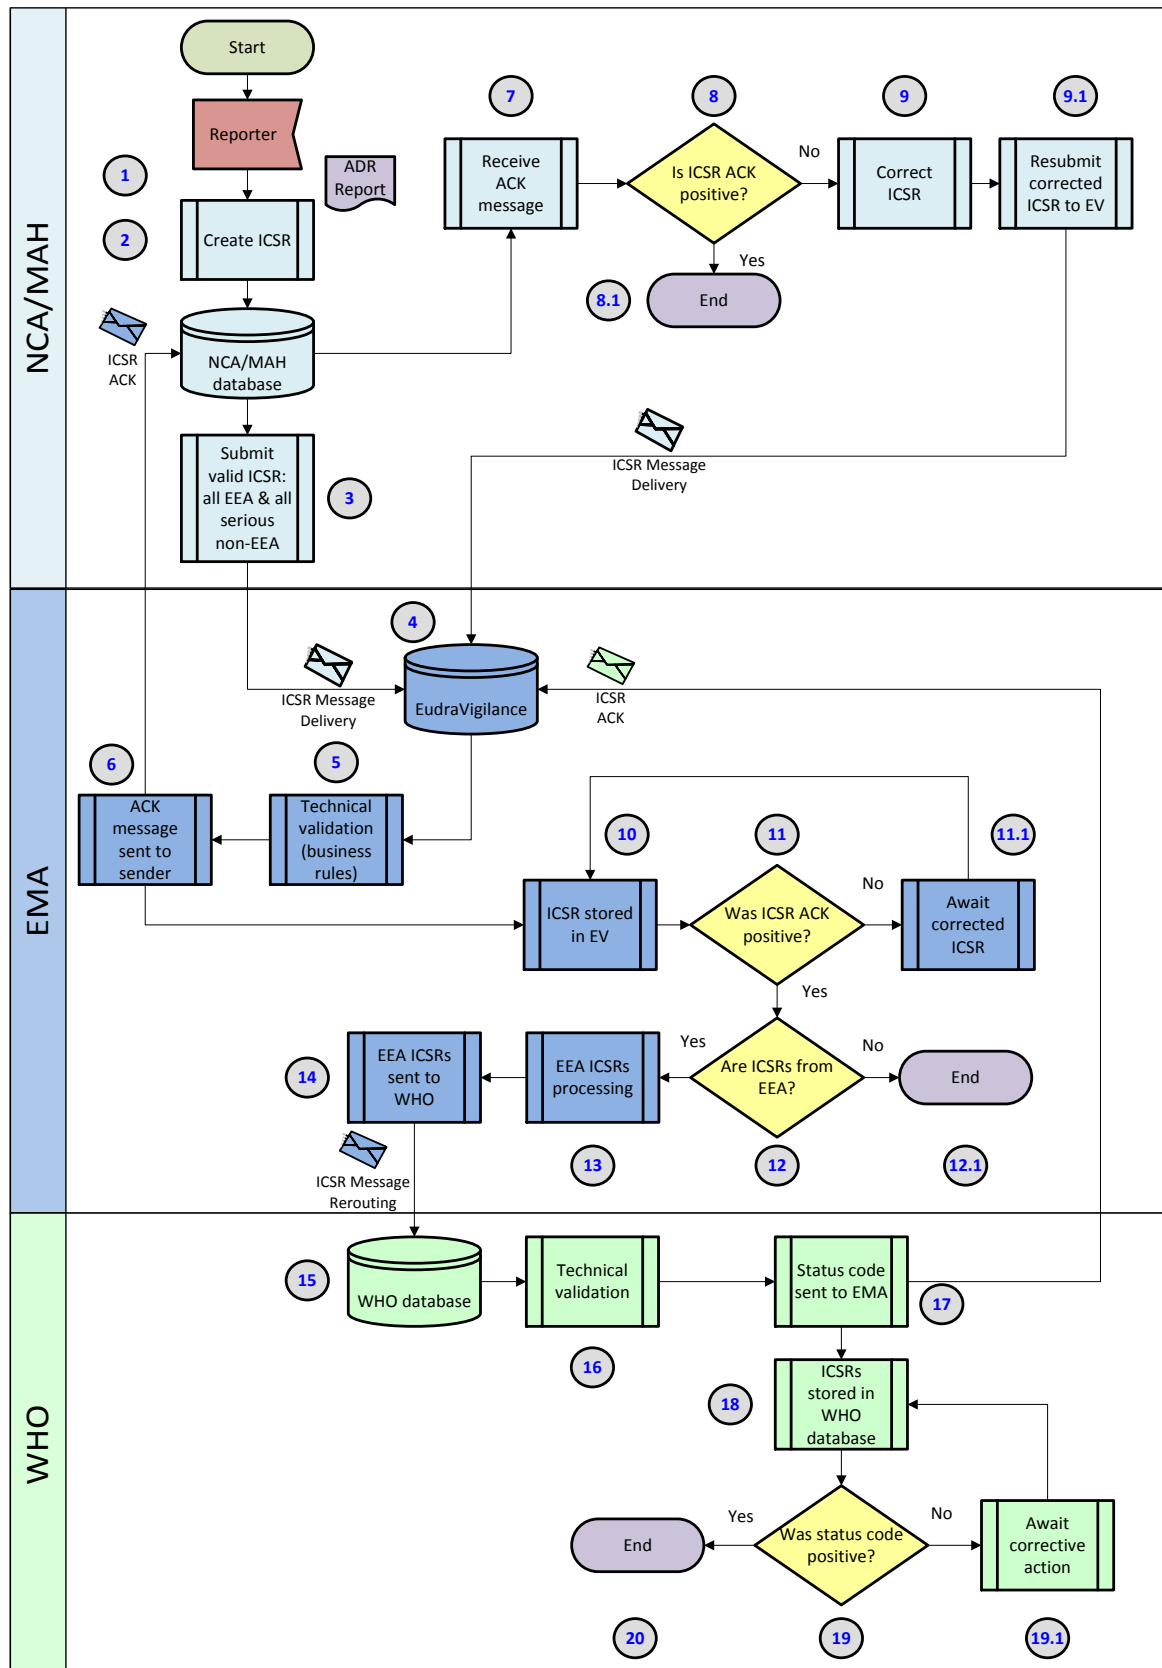 NCA/MAH
Start
Reporter
1
ADR
Report
2
Create ICSR
ICSR
ACK
NCA/MAH
database
Submit
valid ICSR:
all EEA & all
serious
non-EEA
3
7
Receive
ACK
message
8
Is ICSR ACK
positive?
No
Yes
8.1
End
9
Correct
ICSR
9.1
Resubmit
corrected
ICSR to EV
ICSR Message
Delivery
EMA
4
EudraVigilance
ICSR Message
Delivery
ICSR
ACK
5
Technical
validation
(business
rules)
6
ACK
message
sent to
sender
10
ICSR stored
in EV
11
Was ICSR ACK
positive?
No
Yes
11.1
Await
corrected
ICSR
Are ICSRs from
EEA?
12
No
End
12.1
Yes
EEA ICSRs
processing
13
EEA ICSRs
sent to
WHO
14
ICSR Message
Rerouting
WHO
15
WHO database
Technical
validation
16
Status code
sent to EMA
17
18
ICSRs
stored in
WHO
database
Was status code
positive?
19
Yes
End
20
No
Await
corrective
action
19.1